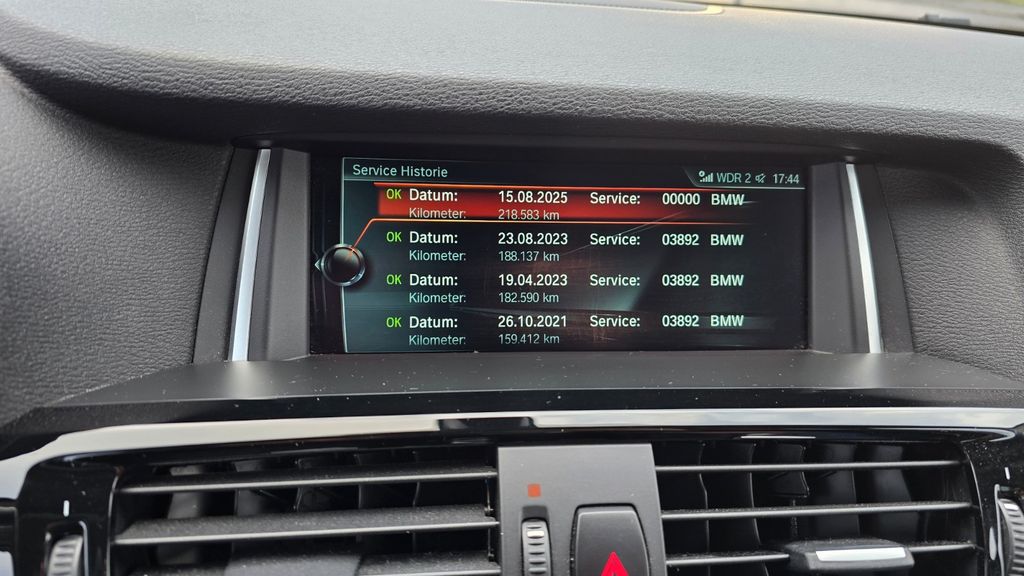 Service Historie WDR 2 17:44
OK Datum: 15.08.2025 Service: 00000 BMW
Kilometer: 218.583 km
OK Datum: 23.08.2023 Service: 03892 BMW
Kilometer: 188.137 km
OK Datum: 19.04.2023 Service: 03892 BMW
Kilometer: 182.590 km
OK Datum: 26.10.2021 Service: 03892 BMW
Kilometer: 159.412 km